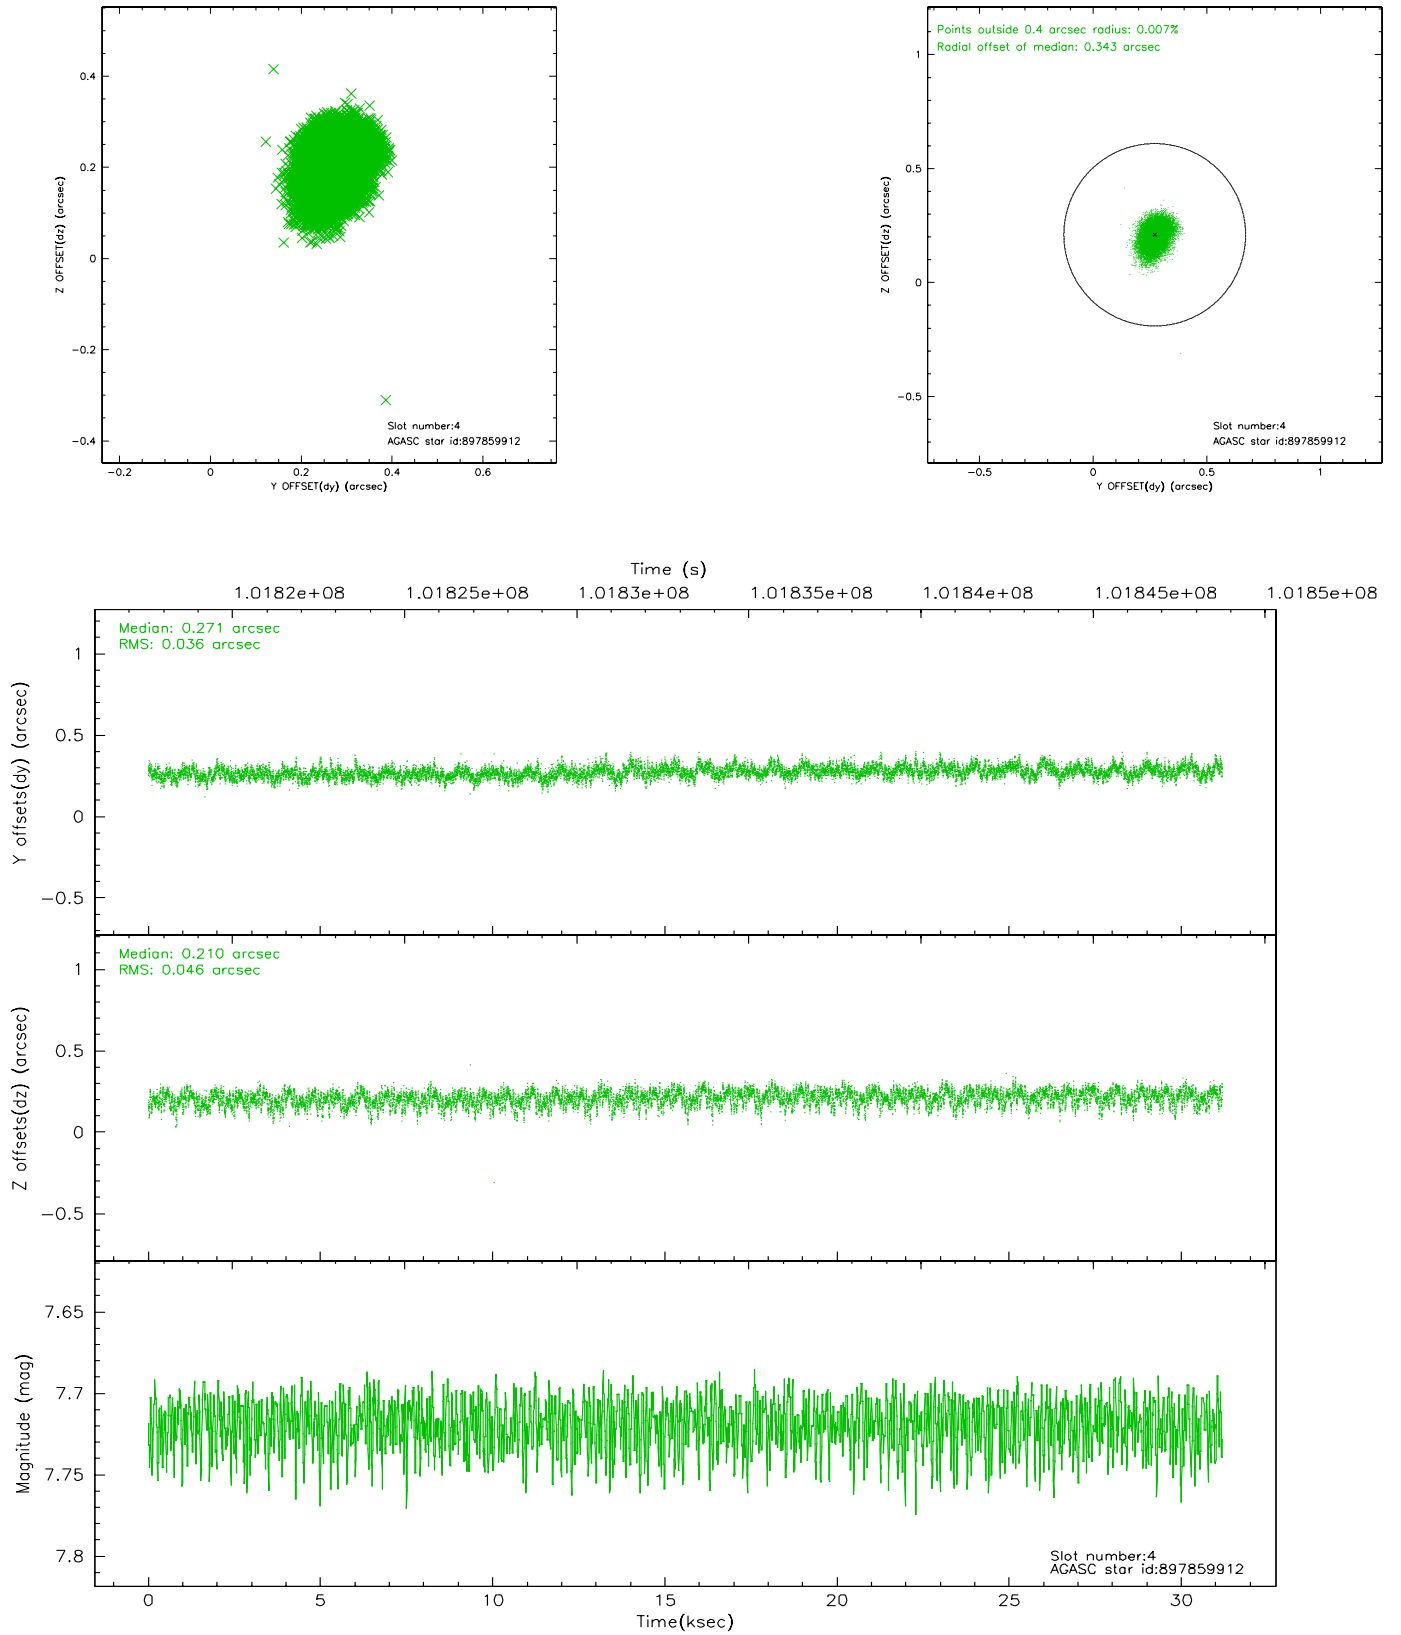 0.4
0.2
0
−0.2
−0.4
Z OFFSET(dz) (arcsec)
Slot number:4
AGASC star id:897859912
−0.2 0 0.2 0.4 0.6
Y OFFSET(dy) (arcsec)
Points outside 0.4 arcsec radius: 0.007%
Radial offset of median: 0.343 arcsec
1
0.5
0
−0.5
Z OFFSET(dz) (arcsec)
Slot number:4
AGASC star id:897859912
−0.5 0 0.5 1
Y OFFSET(dy) (arcsec)
Time (s)
1.0182e+08 1.01825e+08 1.0183e+08 1.01835e+08 1.0184e+08 1.01845e+08 1.0185e+08
Median: 0.271 arcsec
RMS: 0.036 arcsec
1
0.5
0
−0.5
Y offsets(dy) (arcsec)
Median: 0.210 arcsec
RMS: 0.046 arcsec
1
0.5
0
−0.5
Z offsets(dz) (arcsec)
7.65
7.7
7.75
7.8
Magnitude (mag)
Slot number:4
AGASC star id:897859912
0 5 10 15 20 25 30
Time(ksec)